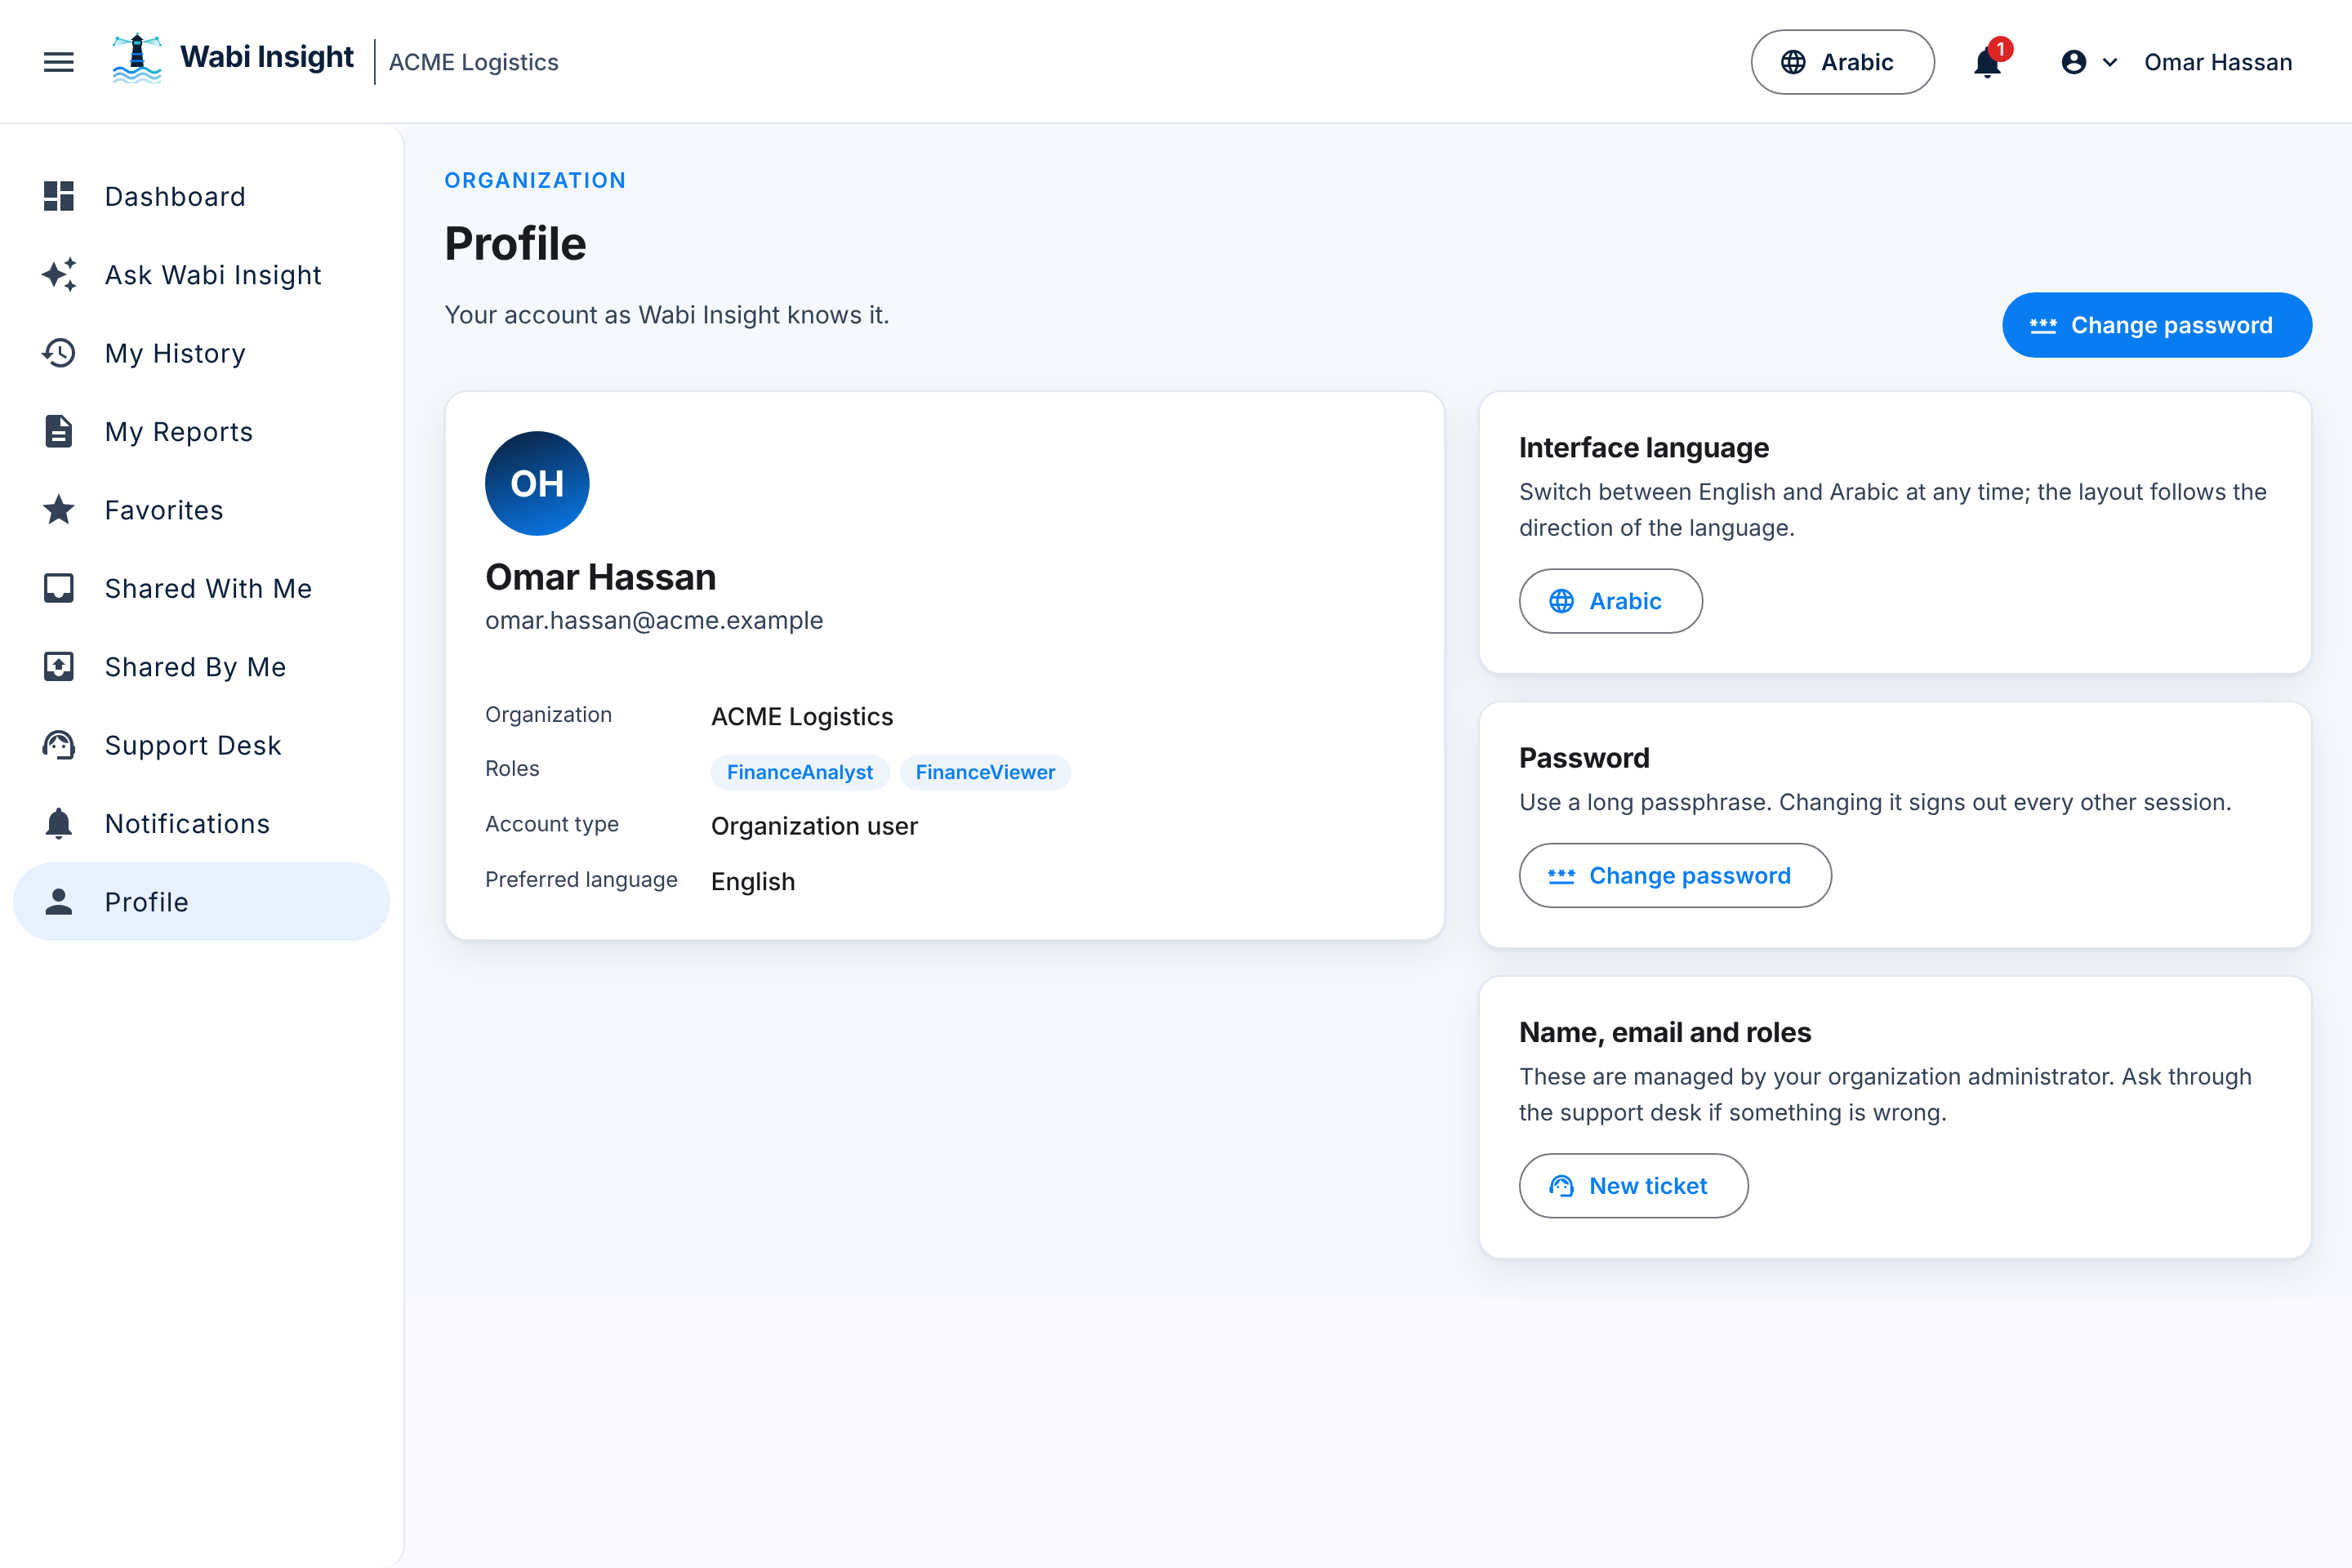 Wabi Insight
ACME Logistics
Arabic
1
Omar Hassan
Dashboard
Ask Wabi Insight
My History
My Reports
Favorites
Shared With Me
Shared By Me
Support Desk
Notifications
Profile
ORGANIZATION
Profile
Your account as Wabi Insight knows it.
*** Change password
OH
Omar Hassan
omar.hassan@acme.example
Organization ACME Logistics
Roles FinanceAnalyst FinanceViewer
Account type Organization user
Preferred language English
Interface language
Switch between English and Arabic at any time; the layout follows the
direction of the language.
Arabic
Password
Use a long passphrase. Changing it signs out every other session.
*** Change password
Name, email and roles
These are managed by your organization administrator. Ask through
the support desk if something is wrong.
New ticket